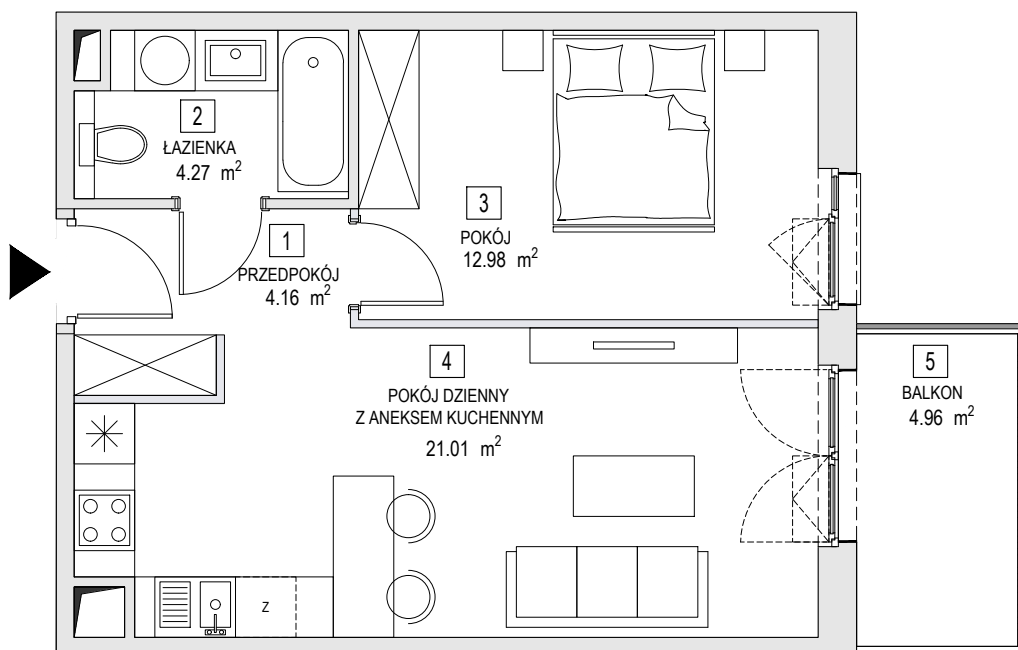 2
ŁAZIENKA
4.27 m²
1
PRZEDPOKÓJ
4.16 m²
3
POKÓJ
12.98 m²
4
POKÓJ DZIENNY
Z ANEKSEM KUCHENNYM
21.01 m²
5
BALKON
4.96 m²
Z